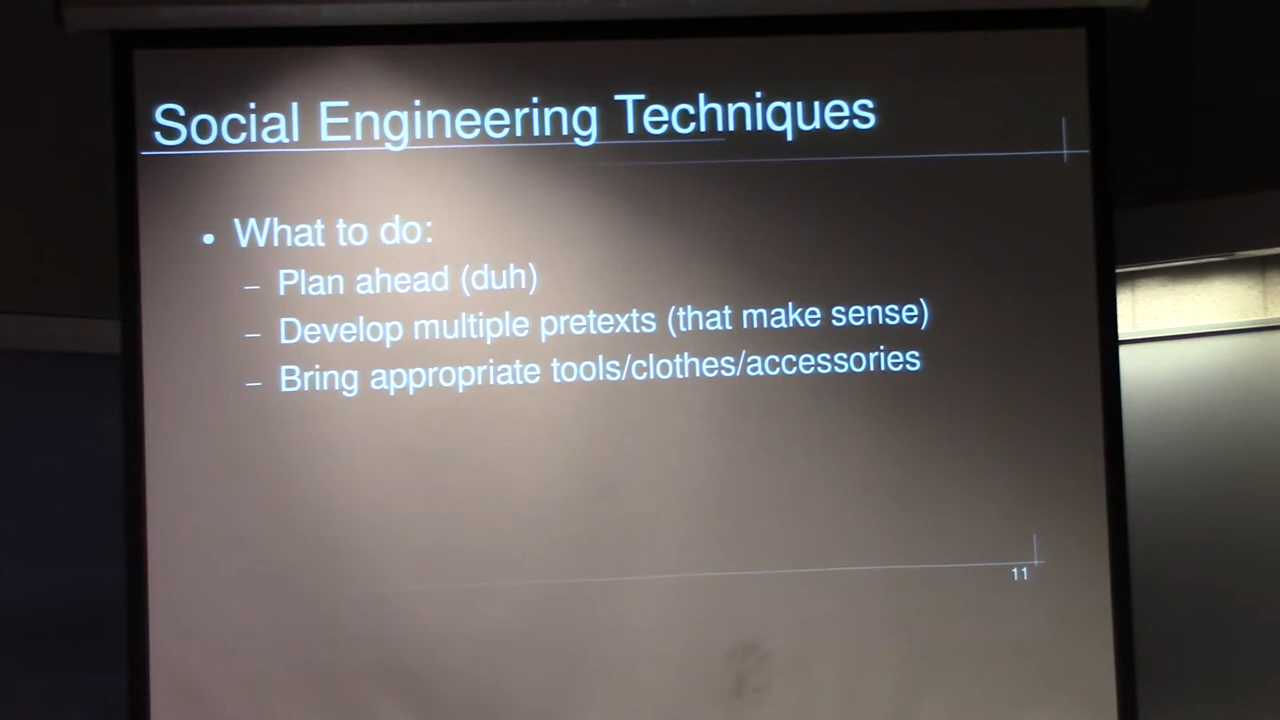 Social Engineering Techniques
• What to do:
– Plan ahead (duh)
– Develop multiple pretexts (that make sense)
– Bring appropriate tools/clothes/accessories
11